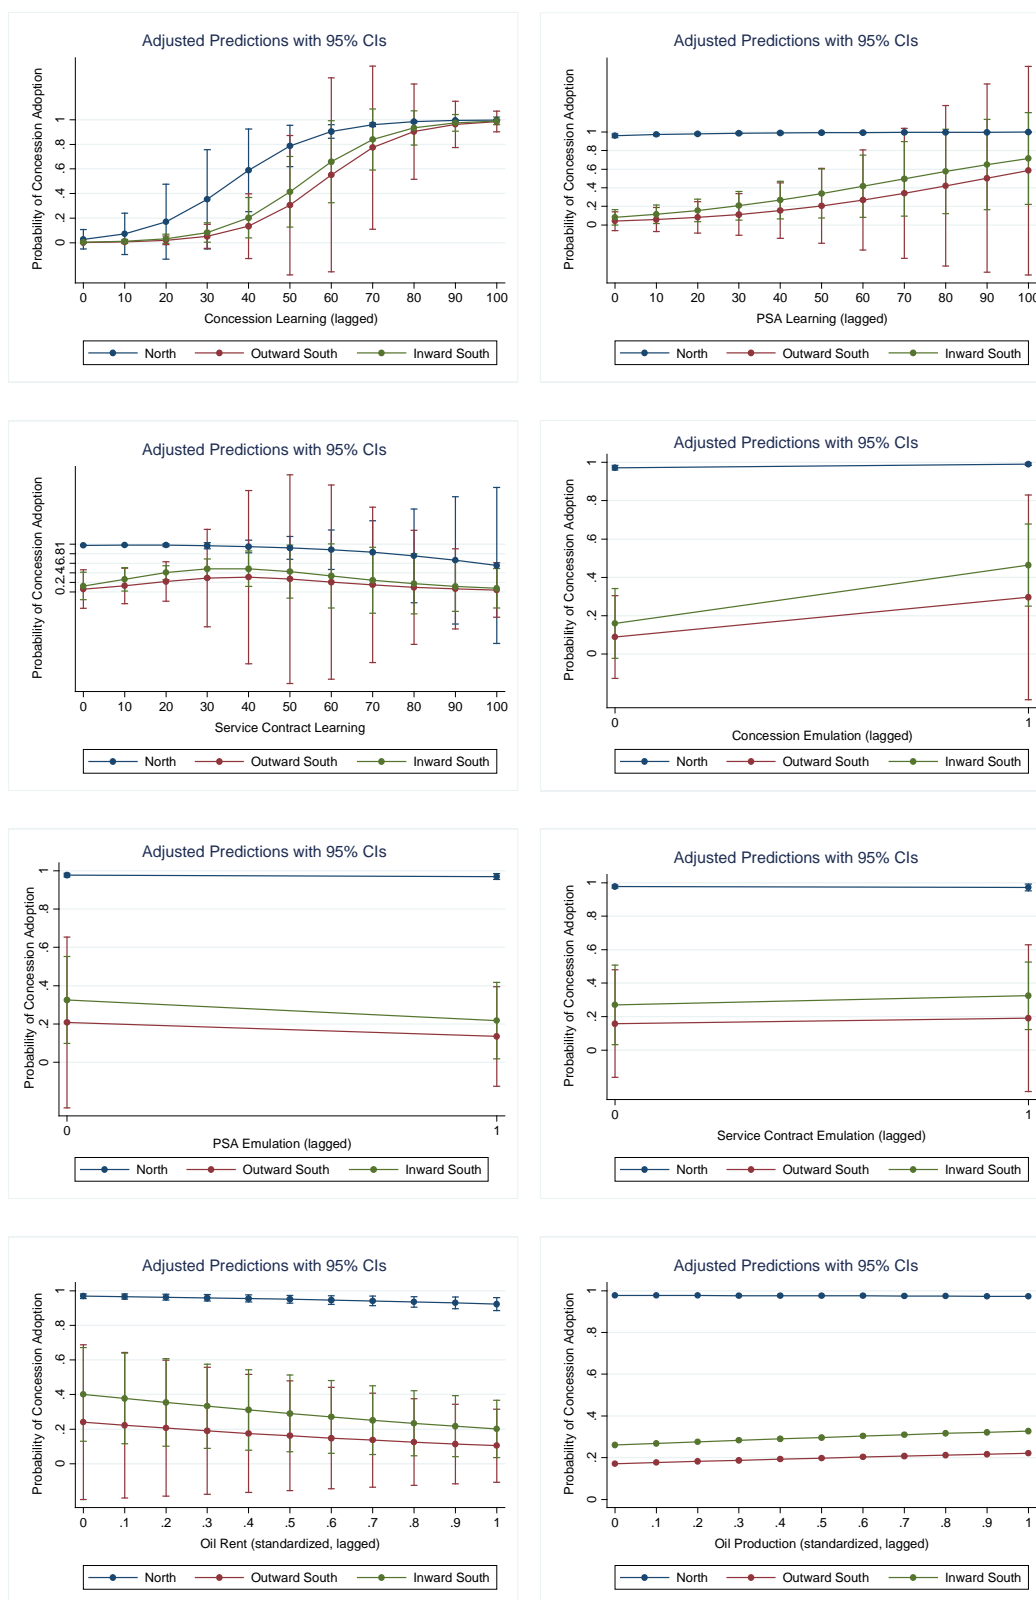 Adjusted Predictions with 95% CIs
Probability of Concession Adoption
0 .2 .4 .6 .8 1
0 10 20 30 40 50 60 70 80 90 100
Concession Learning (lagged)
North Outward South Inward South
Adjusted Predictions with 95% CIs
Probability of Concession Adoption
0 .2 .4 .6 .8 1
0 10 20 30 40 50 60 70 80 90 100
PSA Learning (lagged)
North Outward South Inward South
Adjusted Predictions with 95% CIs
Probability of Concession Adoption
0 .2 .4 .6 .8 1
0 10 20 30 40 50 60 70 80 90 100
Service Contract Learning
North Outward South Inward South
Adjusted Predictions with 95% CIs
Probability of Concession Adoption
0 .2 .4 .6 .8 1
0 1
Concession Emulation (lagged)
North Outward South Inward South
Adjusted Predictions with 95% CIs
Probability of Concession Adoption
0 .2 .4 .6 .8 1
0 1
PSA Emulation (lagged)
North Outward South Inward South
Adjusted Predictions with 95% CIs
Probability of Concession Adoption
0 .2 .4 .6 .8 1
0 1
Service Contract Emulation (lagged)
North Outward South Inward South
Adjusted Predictions with 95% CIs
Probability of Concession Adoption
0 .2 .4 .6 .8 1
0 .1 .2 .3 .4 .5 .6 .7 .8 .9 1
Oil Rent (standardized, lagged)
North Outward South Inward South
Adjusted Predictions with 95% CIs
Probability of Concession Adoption
0 .2 .4 .6 .8 1
0 .1 .2 .3 .4 .5 .6 .7 .8 .9 1
Oil Production (standardized, lagged)
North Outward South Inward South